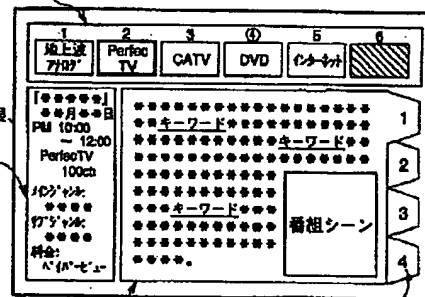 1 2 3 ④ 5 6
地上波 アナログ
Perfec TV
CATV
DVD
インターネット
「●●●●●」
●●月●●日
PM 10:00
～ 12:00
PerfecTV
100ch
メインジャンル:
●●●●
サブジャンル:
●●●●
料金:
ペイパービュー
キーワード
キーワード
キーワード
番組シーン
1
2
3
4